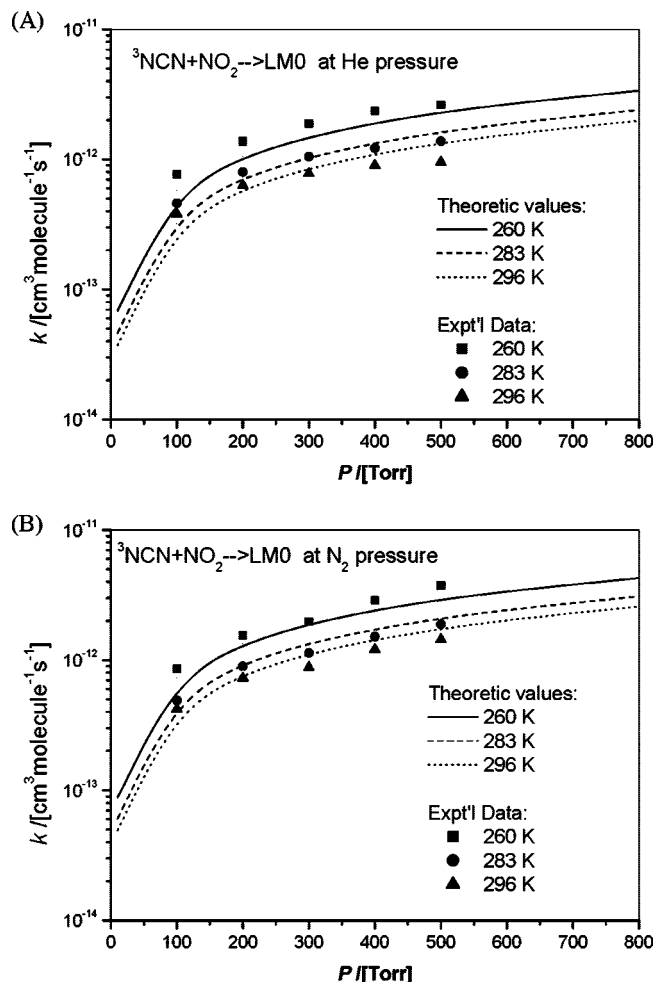 (A)
³NCN+NO₂-->LM0 at He pressure
10⁻¹¹
10⁻¹²
10⁻¹³
10⁻¹⁴
k /[cm³molecule⁻¹s⁻¹]
Theoretic values:
260 K
283 K
296 K
Expt'l Data:
260 K
283 K
296 K
0 100 200 300 400 500 600 700 800
P /[Torr]
(B)
³NCN+NO₂-->LM0 at N₂ pressure
10⁻¹¹
10⁻¹²
10⁻¹³
10⁻¹⁴
k /[cm³molecule⁻¹s⁻¹]
Theoretic values:
260 K
283 K
296 K
Expt'l Data:
260 K
283 K
296 K
0 100 200 300 400 500 600 700 800
P /[Torr]